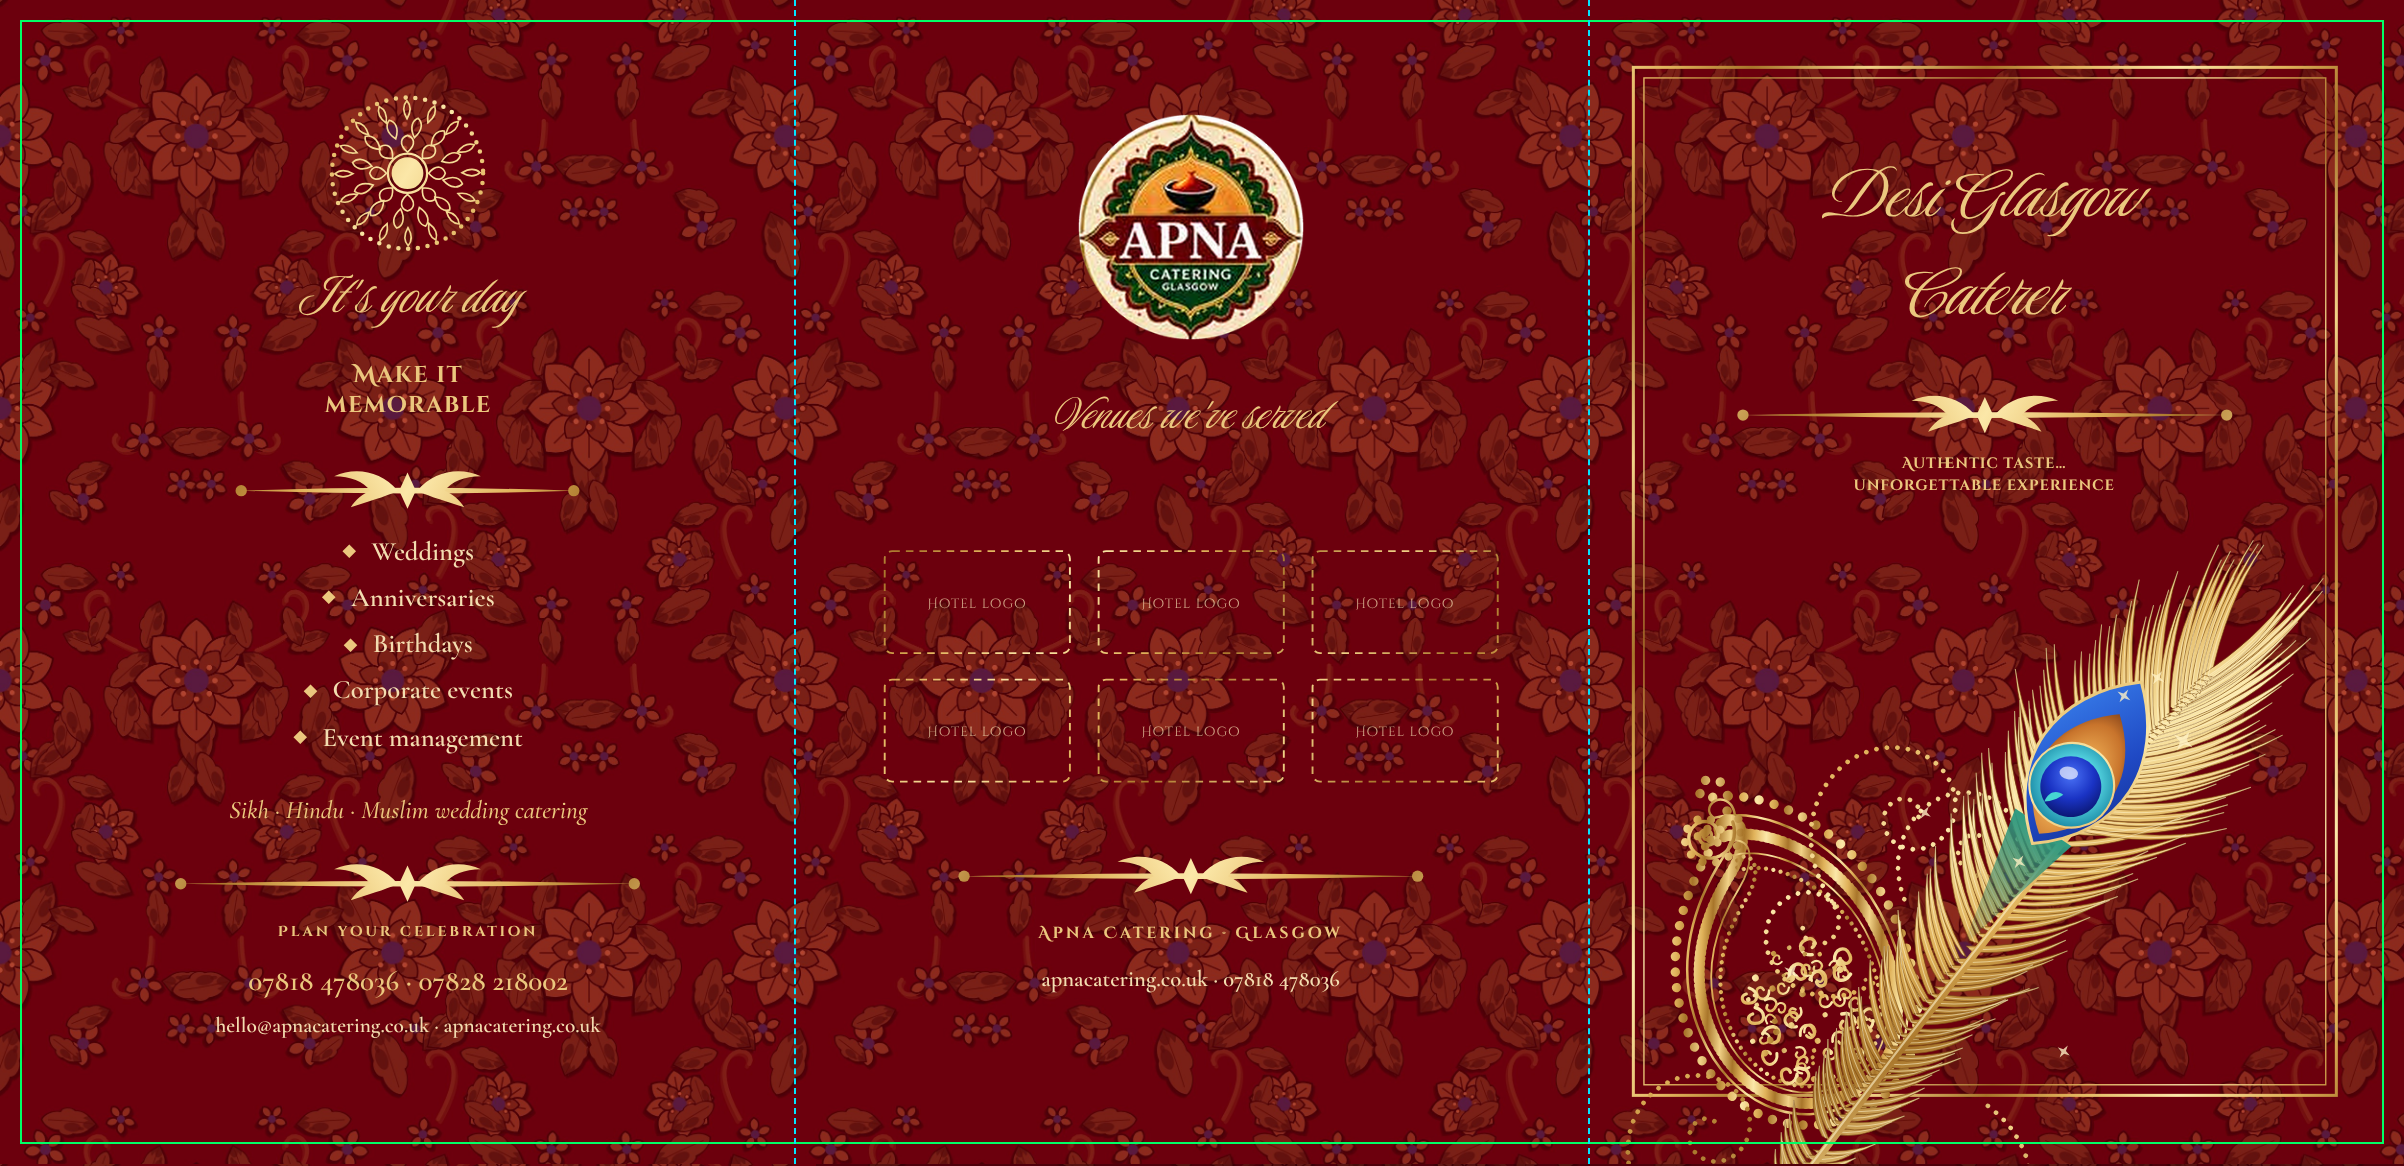 It's your day
Make it
memorable
Weddings
Anniversaries
Birthdays
Corporate events
Event management
Sikh · Hindu · Muslim wedding catering
Plan your celebration
07818 478036 · 07828 218002
hello@apnacatering.co.uk · apnacatering.co.uk
APNA
CATERING
GLASGOW
Venues we've served
Hotel logo
Hotel logo
Hotel logo
Hotel logo
Hotel logo
Hotel logo
Apna Catering · Glasgow
apnacatering.co.uk · 07818 478036
Desi Glasgow
Caterer
Authentic taste...
unforgettable experience